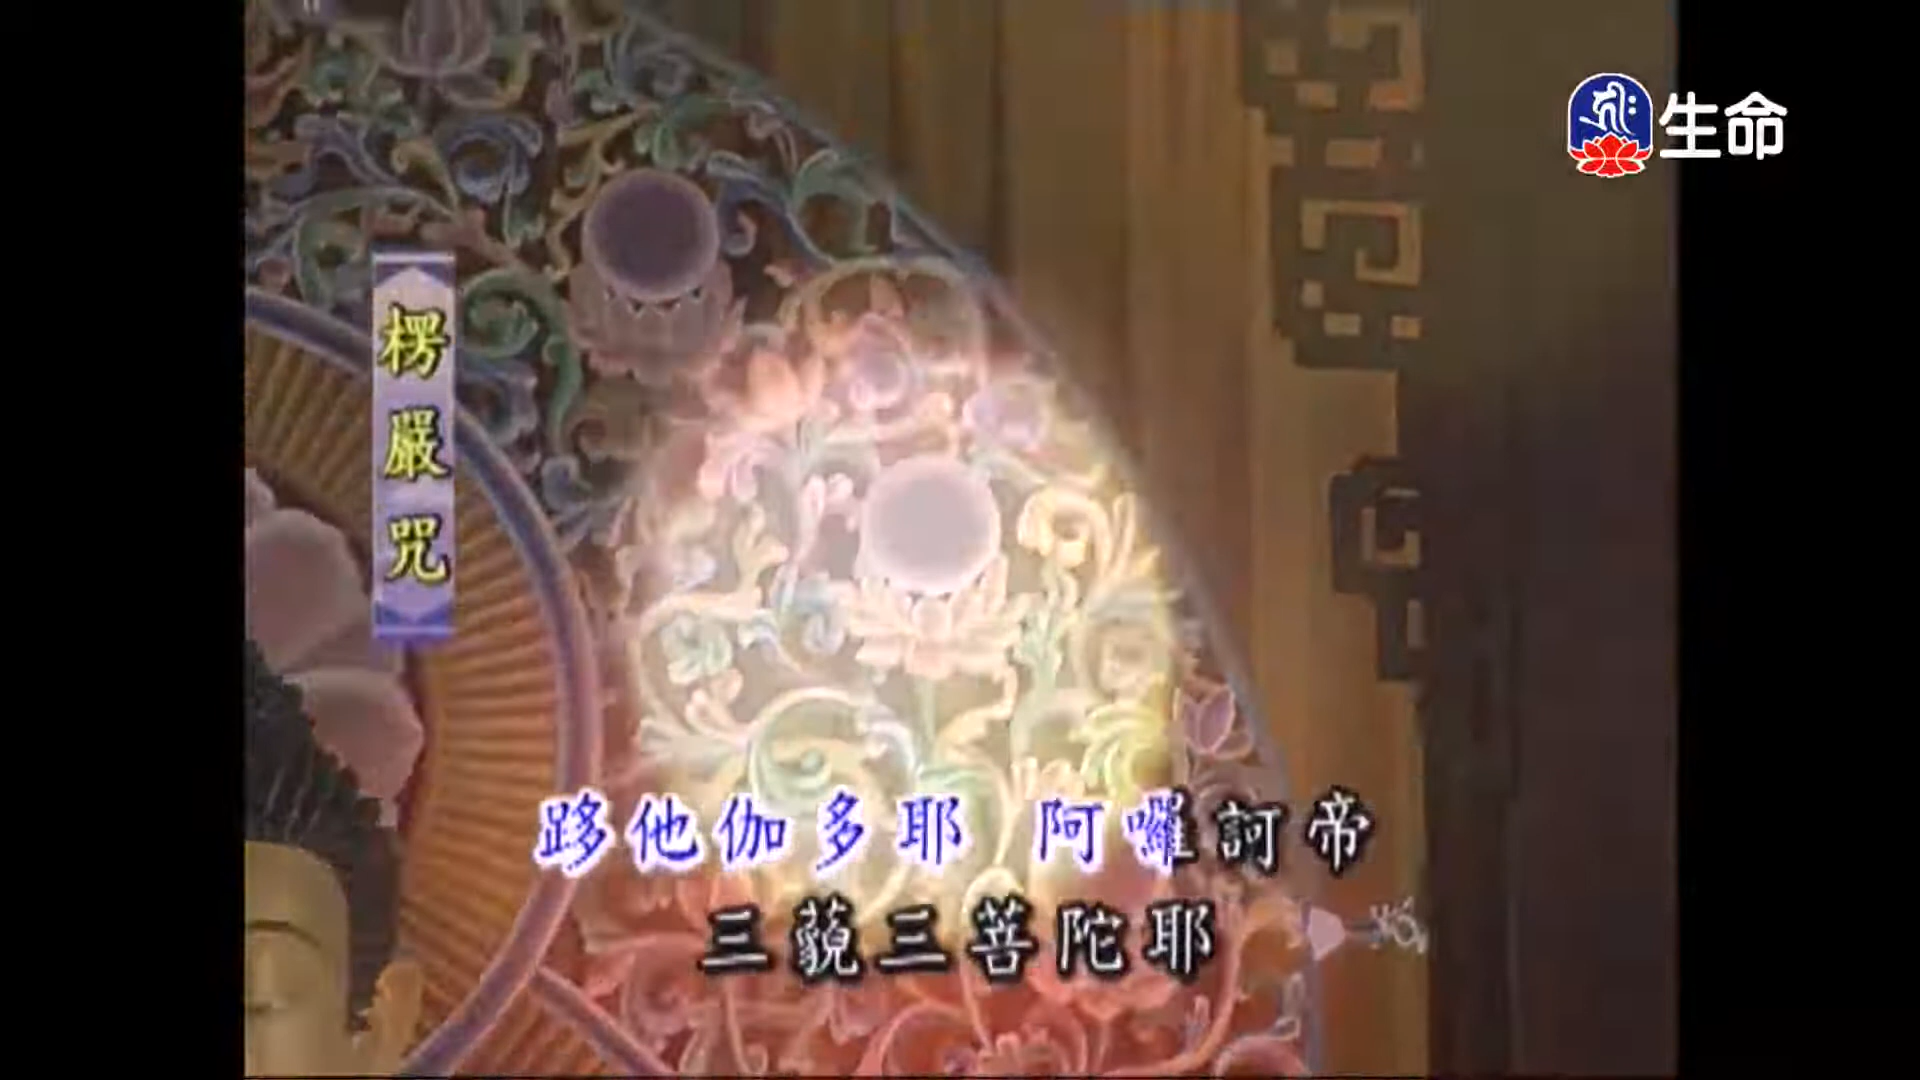 生命
楞嚴咒
跢他伽多耶 阿囉訶帝
三藐三菩陀耶